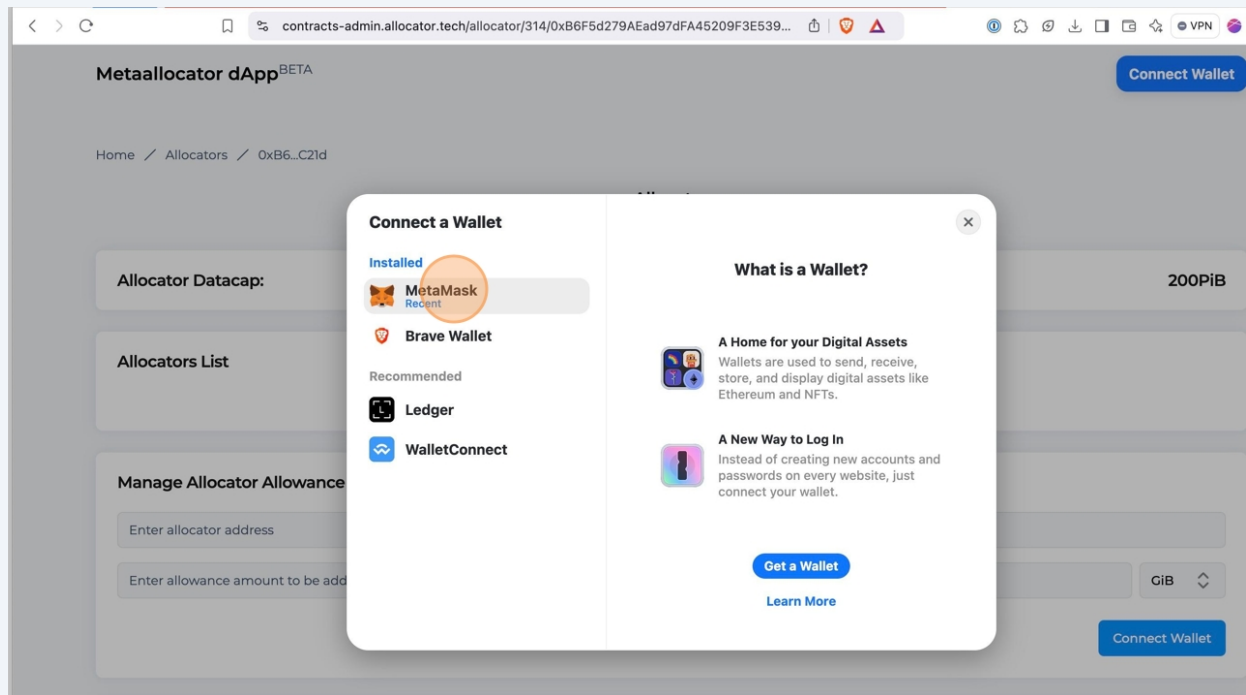 contracts-admin.allocator.tech/allocator/314/0xB6F5d279AEad97dFA45209F3E539...
VPN
Metaallocator dApp BETA
Connect Wallet
Home / Allocators / 0xB6...C21d
Connect a Wallet
Installed
MetaMask
Recent
Brave Wallet
Recommended
Ledger
WalletConnect
What is a Wallet?
A Home for your Digital Assets
Wallets are used to send, receive,
store, and display digital assets like
Ethereum and NFTs.
A New Way to Log In
Instead of creating new accounts and
passwords on every website, just
connect your wallet.
Get a Wallet
Learn More
Allocator Datacap:
200PiB
Allocators List
Manage Allocator Allowance
Enter allocator address
Enter allowance amount to be add
GiB
Connect Wallet